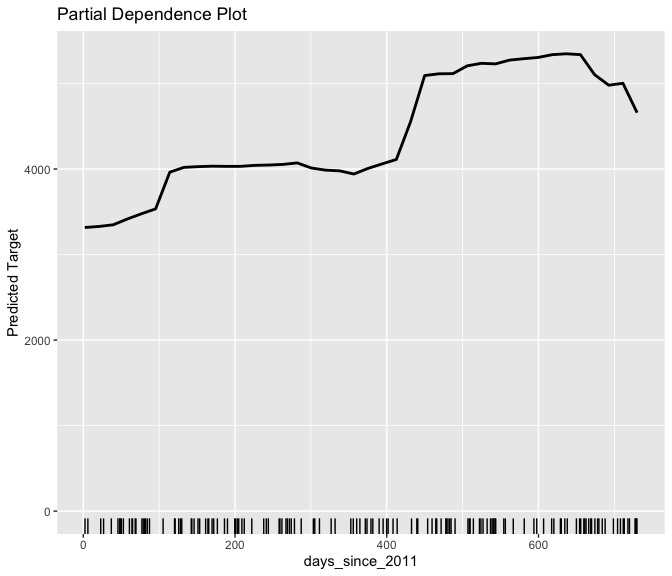 Partial Dependence Plot
Predicted Target
4000
2000
0
0 200 400 600
days_since_2011